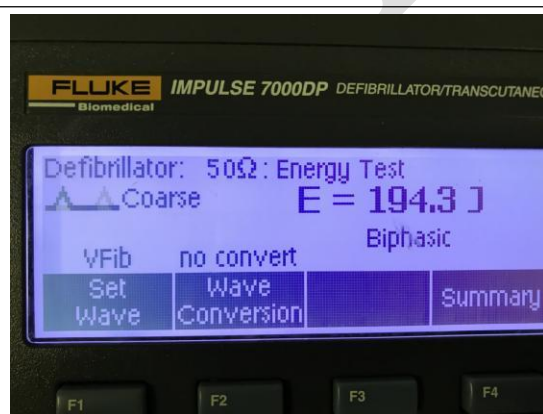 FLUKE IMPULSE 7000DP DEFIBRILLATOR/TRANSCUTANEO
Biomedical
Defibrillator: 50Ω : Energy Test
Coarse E = 194.3 J
Biphasic
VFib no convert
Set Wave Summary
Wave Conversion
F1 F2 F3 F4